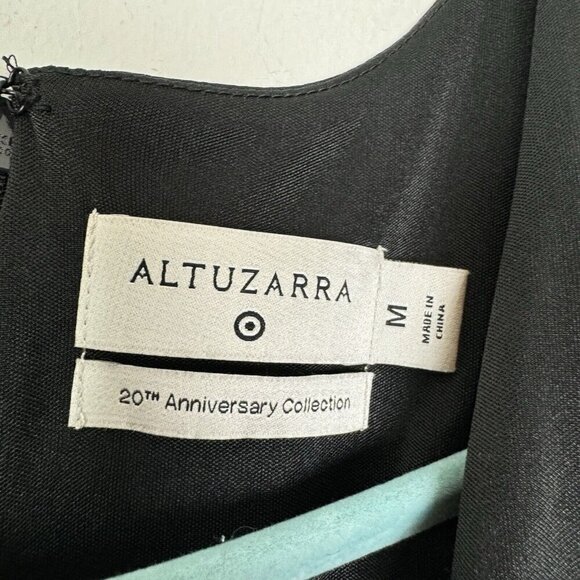 ALTUZARRA
20TH Anniversary Collection
M
MADE IN
CHINA